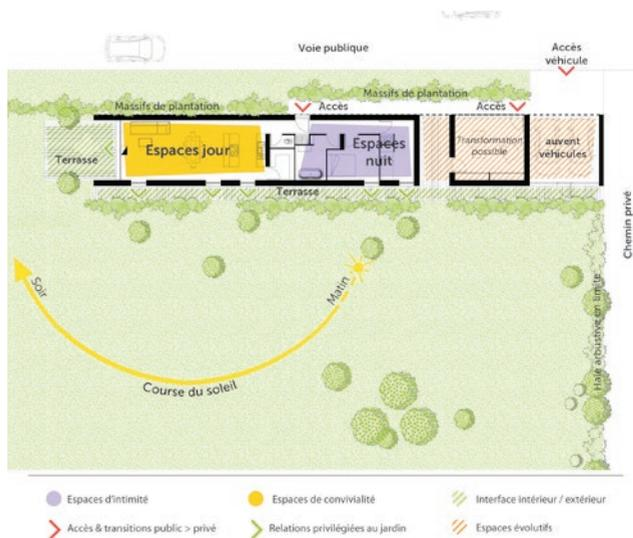 Voie publique
Accès
véhicule
Massifs de plantation
Massifs de plantation
Accès
Accès
Terrasse
Espaces jour
Espaces
nuit
Transformation
possible
auvent
véhicules
Terrasse
Chemin privé
Soir
Matin
Course du soleil
Haie arbustive en limite
Espaces d'intimité
Espaces de convivialité
Interface intérieur / extérieur
Accès & transitions public > privé
Relations privilégiées au jardin
Espaces évolutifs